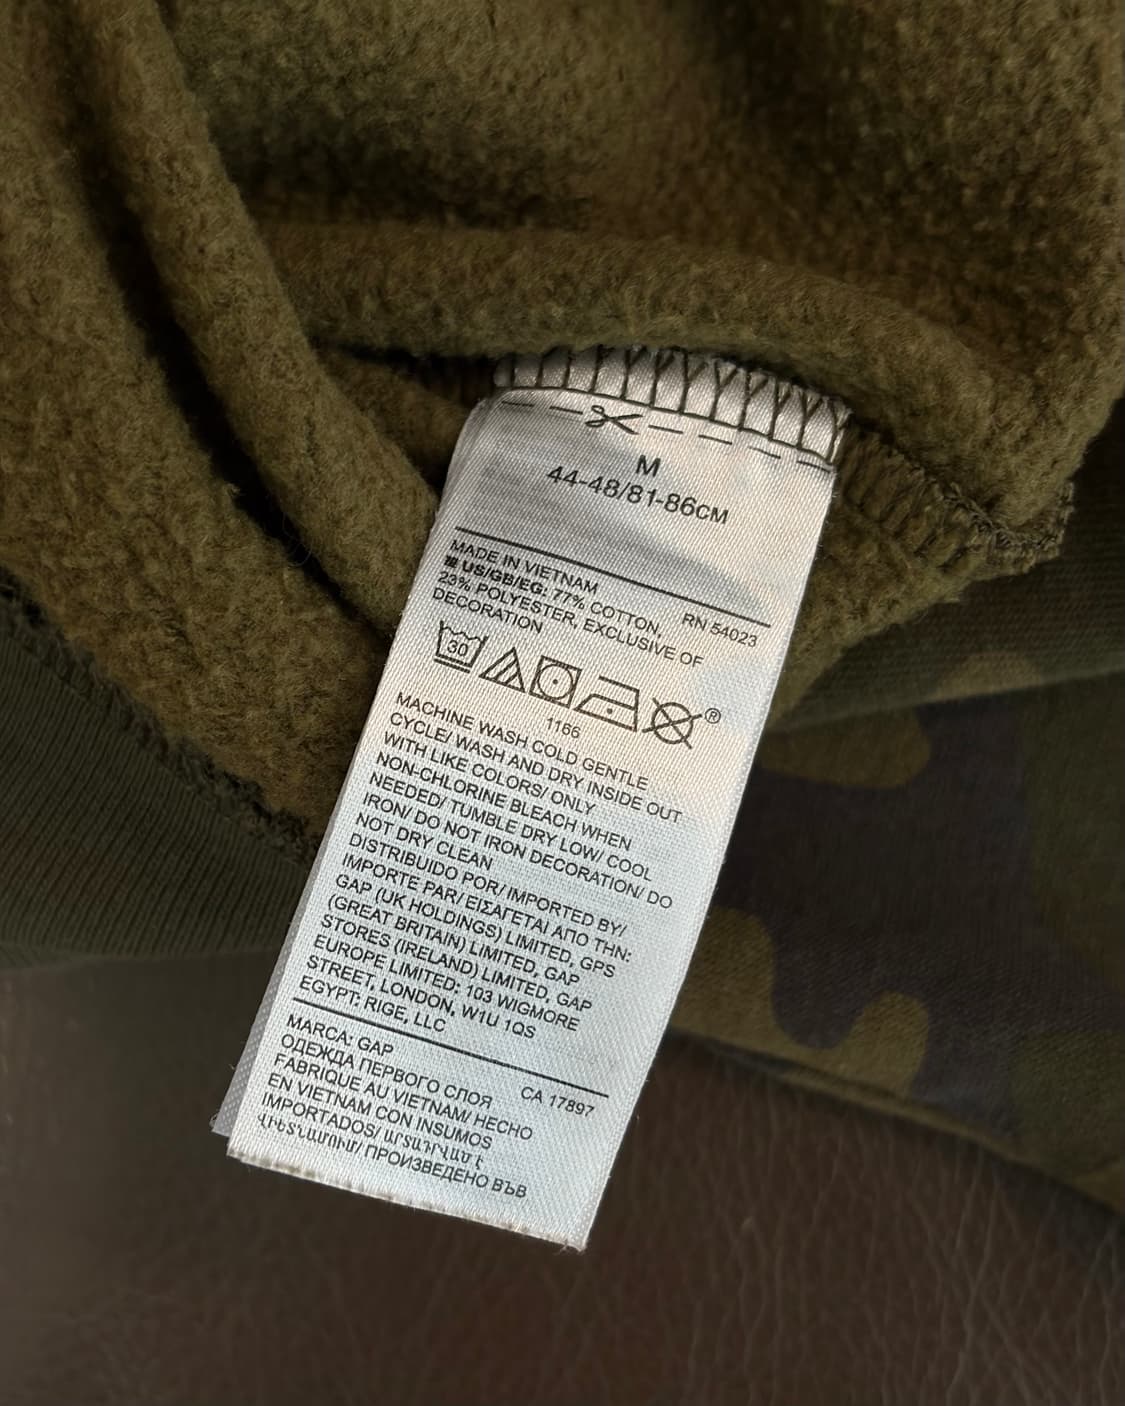 M
44-48/81-86CM
MADE IN VIETNAM
RN 54023
US/GB/EG: 77% COTTON,
23% POLYESTER, EXCLUSIVE OF
DECORATION
30
®
1166
MACHINE WASH COLD GENTLE
CYCLE/ WASH AND DRY INSIDE OUT
WITH LIKE COLORS/ ONLY
NON-CHLORINE BLEACH WHEN
NEEDED/ TUMBLE DRY LOW/ COOL
IRON/ DO NOT IRON DECORATION/ DO
NOT DRY CLEAN
DISTRIBUIDO POR/ IMPORTED BY/
IMPORTE PAR/ ΕΙΣΑΓΕΤΑΙ ΑΠΟ ΤΗΝ:
GAP (UK HOLDINGS) LIMITED, GPS
(GREAT BRITAIN) LIMITED, GAP
STORES (IRELAND) LIMITED, GAP
EUROPE LIMITED: 103 WIGMORE
STREET, LONDON, W1U 1QS
EGYPT: RIGE, LLC
MARCA: GAP
CA 17897
ОДЕЖДА ПЕРВОГО СЛОЯ
FABRIQUE AU VIETNAM/ HECHO
EN VIETNAM CON INSUMOS
IMPORTADOS/ ԱՐՏԱԴՐՎԱԾ Է
ՎԻԵՏՆԱՄՈՒՄ/ ПРОИЗВЕДЕНО ВЪВ